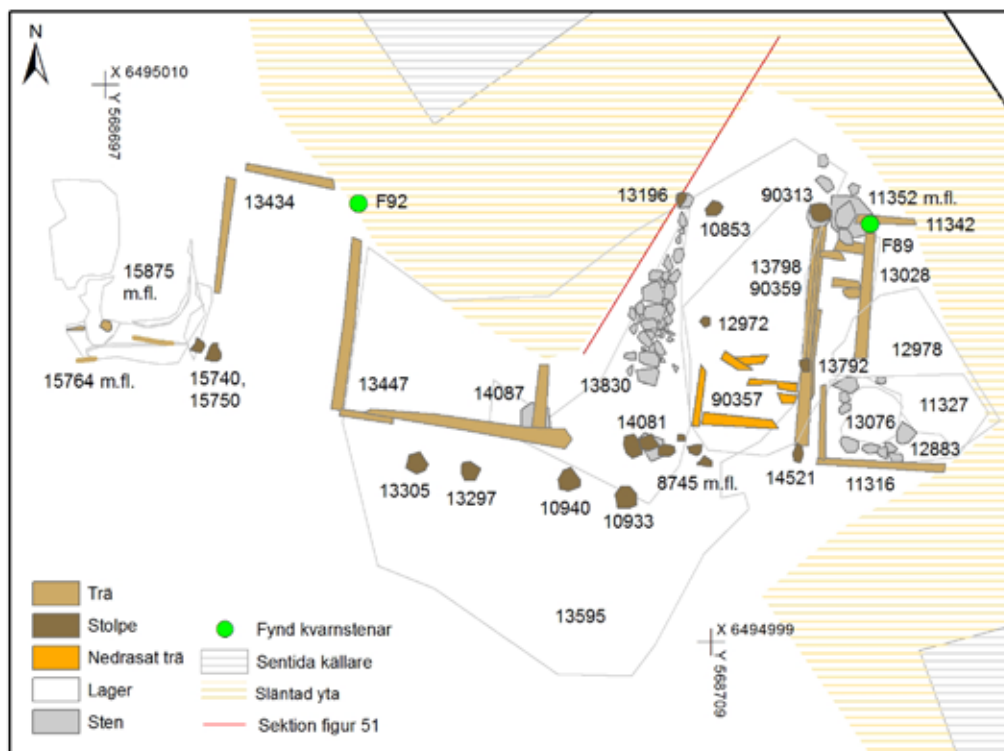 N
X 6495010
Y 568697
13434
F92
13196
10853
90313
11352 m.fl.
11342
F89
13028
13798
90359
15875
m.fl.
12972
12978
15764 m.fl.
15740,
15750
13447
14087
13830
90357
13792
11327
13076
14081
12883
13305
13297
10940
10933
8745 m.fl.
14521
11316
13595
X 6494999
Y 568709
Trä
Stolpe
Nedrasat trä
Lager
Sten
Fynd kvarnstenar
Sentida källare
Släntad yta
Sektion figur 51